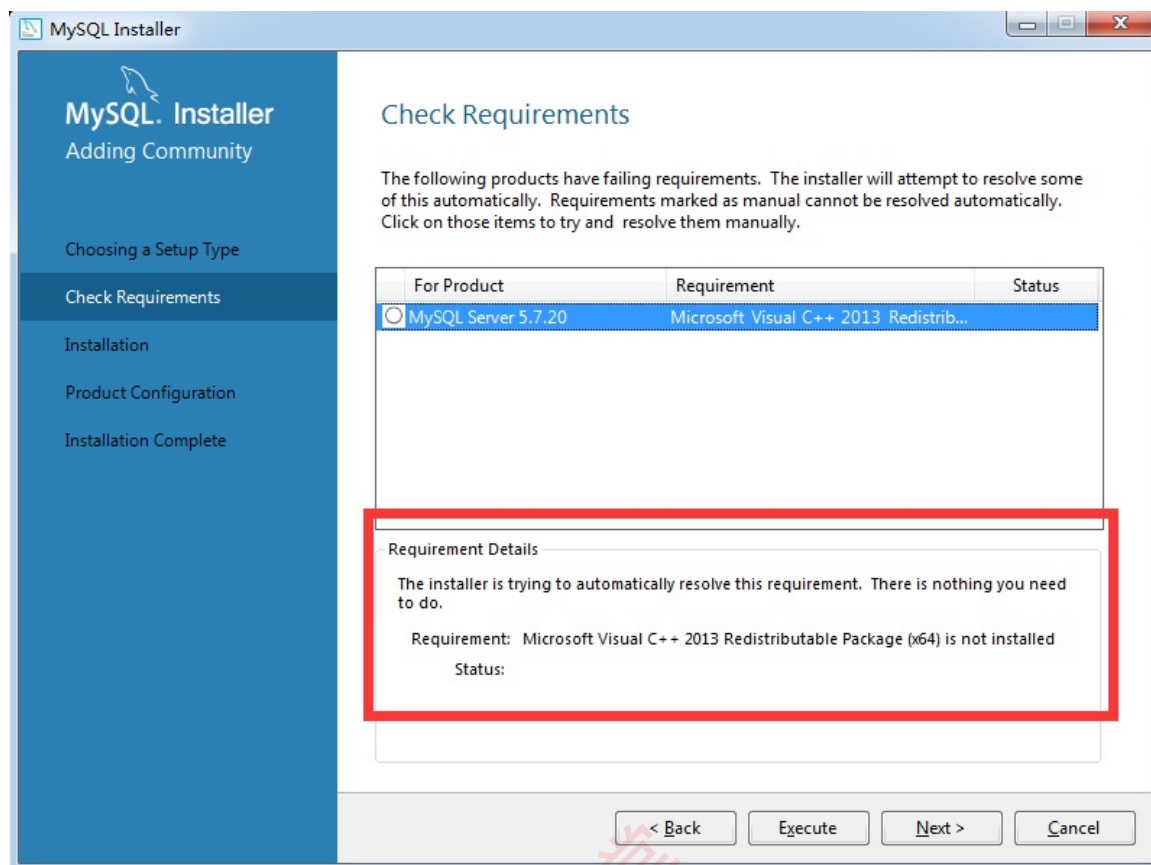 MySQL Installer
MySQL. Installer
Adding Community
Choosing a Setup Type
Check Requirements
Installation
Product Configuration
Installation Complete
Check Requirements
The following products have failing requirements. The installer will attempt to resolve some
of this automatically. Requirements marked as manual cannot be resolved automatically.
Click on those items to try and resolve them manually.
For Product Requirement Status
MySQL Server 5.7.20 Microsoft Visual C++ 2013 Redistrib...
Requirement Details
The installer is trying to automatically resolve this requirement. There is nothing you need
to do.
Requirement: Microsoft Visual C++ 2013 Redistributable Package (x64) is not installed
Status:
< Back Execute Next > Cancel